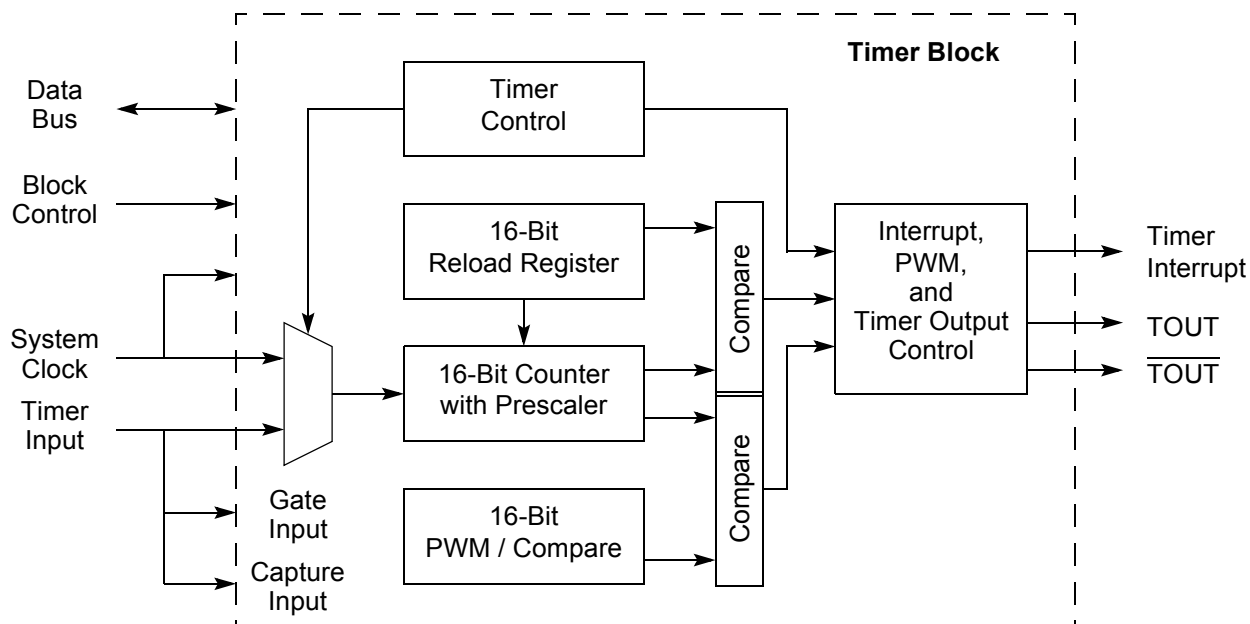 Timer Block
Data
Bus
Timer
Control
Block
Control
16-Bit
Reload Register
Compare
Interrupt,
PWM,
and
Timer Output
Control
Timer
Interrupt
System
Clock
TOUT
16-Bit Counter
with Prescaler
TOUT
Timer
Input
Compare
Gate
Input
16-Bit
PWM / Compare
Capture
Input